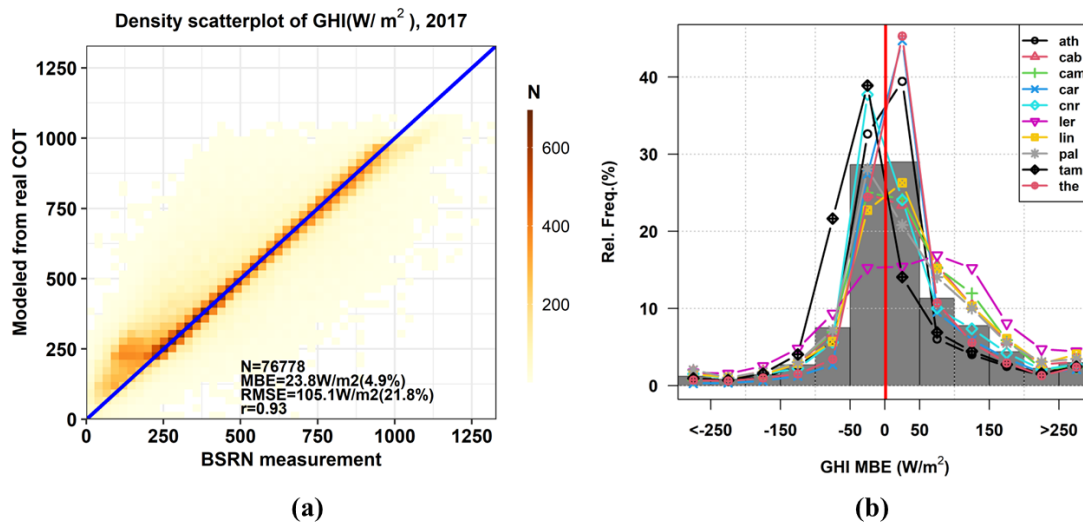 Density scatterplot of GHI(W/ m² ), 2017
Modeled from real COT
1250
1000
750
500
250
0
0 250 500 750 1000 1250
BSRN measurement
N=76778
MBE=23.8W/m2(4.9%)
RMSE=105.1W/m2(21.8%)
r=0.93
N
600
400
200
(a)
Rel. Freq.(%)
40
30
20
10
0
<-250 -150 -50 0 50 150 >250
GHI MBE (W/m²)
ath
cab
cam
car
cnr
ler
lin
pal
tam
the
(b)